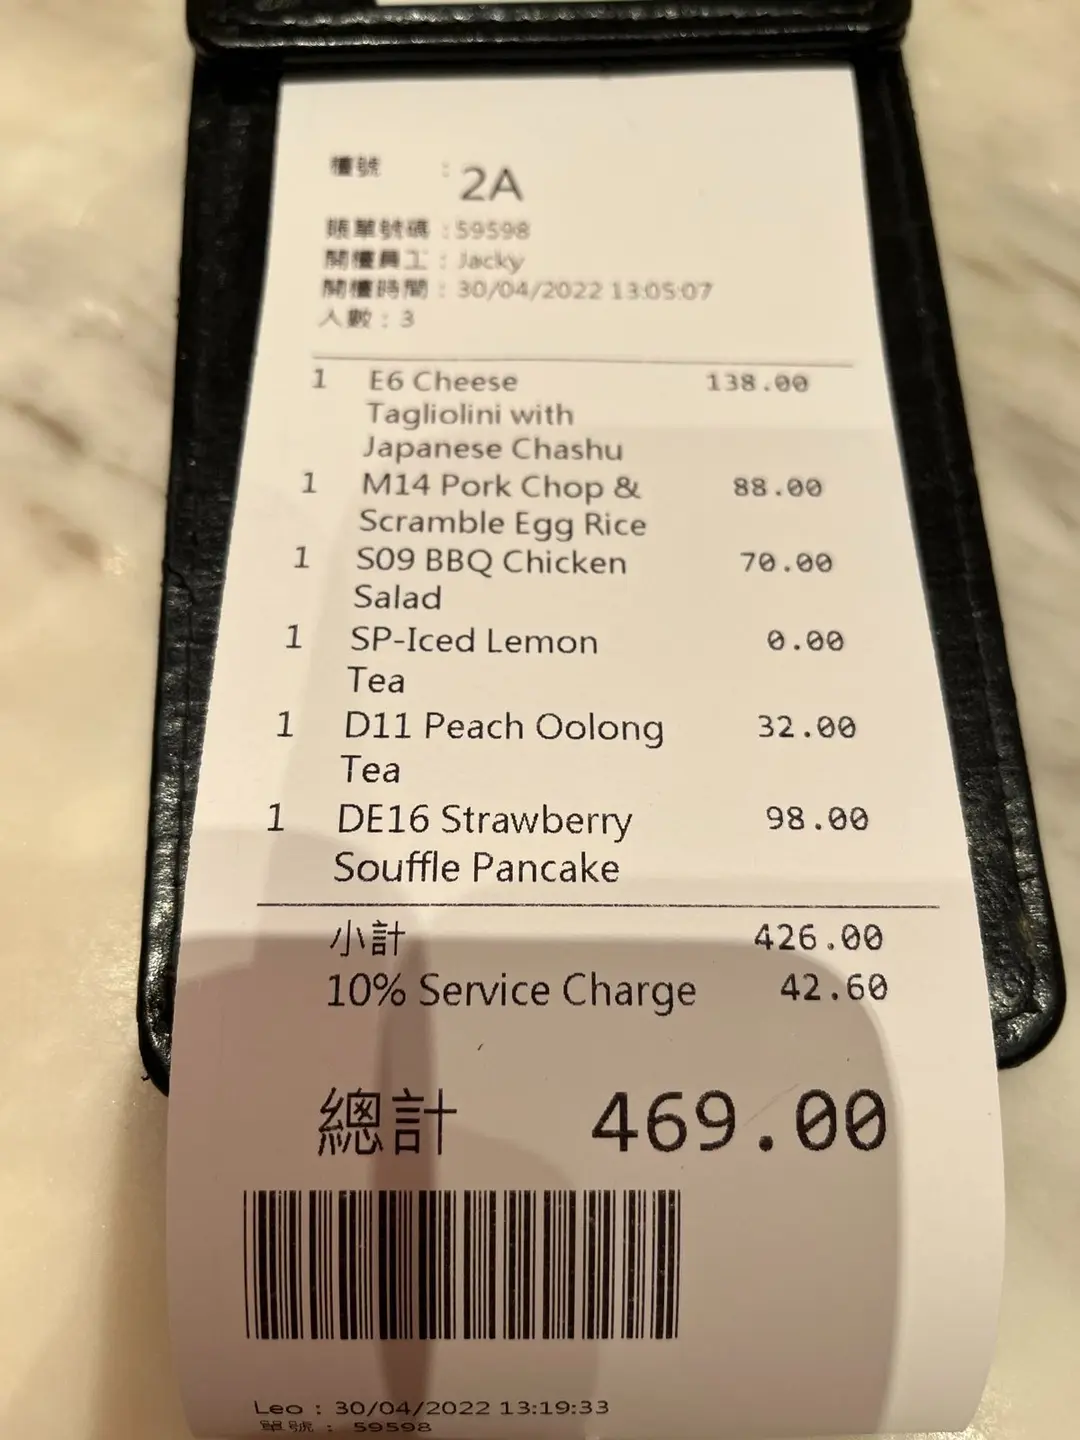 檯號 : 2A
賬單號碼 : 59598
開檯員工 : Jacky
開檯時間 : 30/04/2022 13:05:07
人數 : 3
1 E6 Cheese 138.00
Tagliolini with
Japanese Chashu
1 M14 Pork Chop & 88.00
Scramble Egg Rice
1 S09 BBQ Chicken 70.00
Salad
1 SP-Iced Lemon 0.00
Tea
1 D11 Peach Oolong 32.00
Tea
1 DE16 Strawberry 98.00
Souffle Pancake
小計 426.00
10% Service Charge 42.60
總計 469.00
Leo : 30/04/2022 13:19:33
單號 : 59598